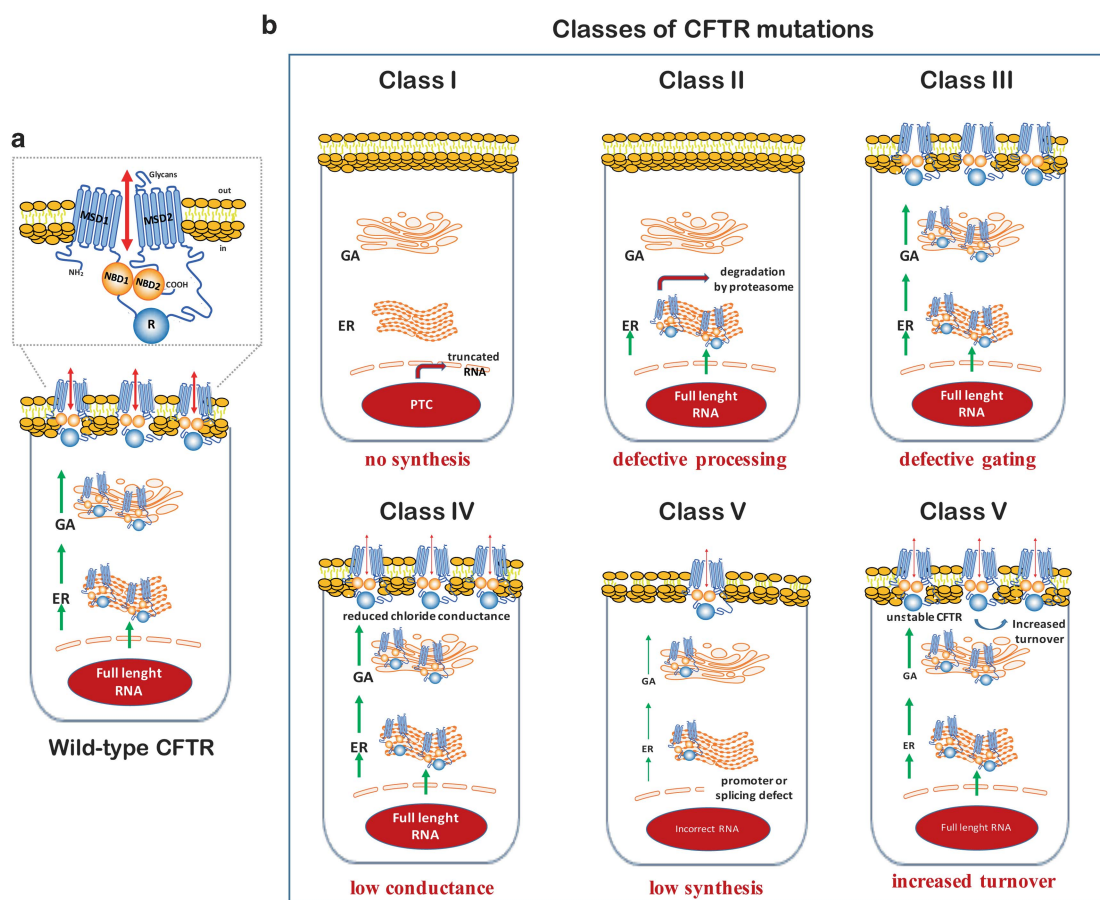 a
Glycans
out
MSD1
MSD2
in
NH2
NBD1
NBD2
COOH
R
GA
ER
Full lenght
RNA
Wild-type CFTR
b
Classes of CFTR mutations
Class I
GA
ER
truncated
RNA
PTC
no synthesis
Class II
GA
degradation
by proteasome
ER
Full lenght
RNA
defective processing
Class III
GA
ER
Full lenght
RNA
defective gating
Class IV
reduced chloride conductance
GA
ER
Full lenght
RNA
low conductance
Class V
GA
ER
promoter or
splicing defect
Incorrect RNA
low synthesis
Class V
unstable CFTR
Increased
turnover
GA
ER
Full lenght RNA
increased turnover